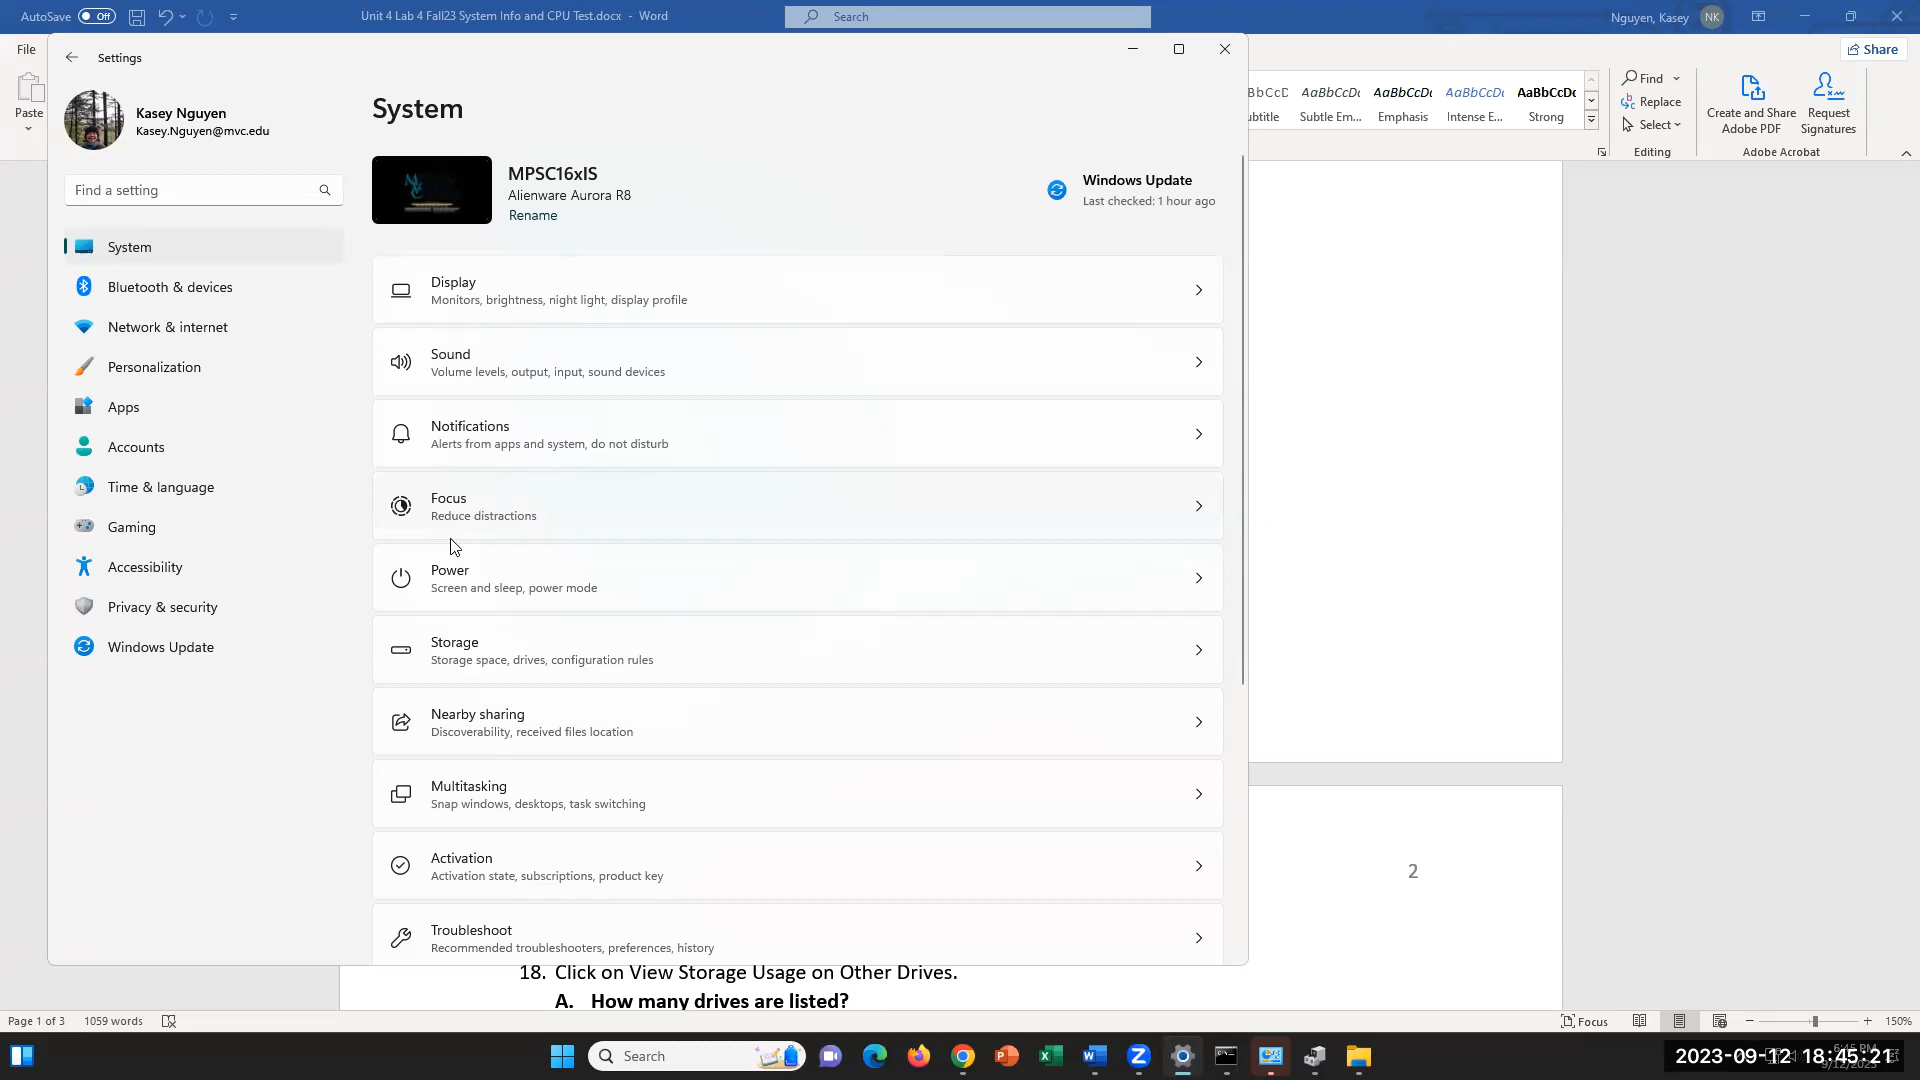 AutoSave Off
Unit 4 Lab 4 Fall23 System Info and CPU Test.docx - Word
Search
Nguyen, Kasey NK
File
Share
Paste
Settings
Kasey Nguyen
Kasey.Nguyen@mvc.edu
Find a setting
System
Bluetooth & devices
Network & internet
Personalization
Apps
Accounts
Time & language
Gaming
Accessibility
Privacy & security
Windows Update
System
MPSC16xIS
Alienware Aurora R8
Rename
Windows Update
Last checked: 1 hour ago
Display
Monitors, brightness, night light, display profile
Sound
Volume levels, output, input, sound devices
Notifications
Alerts from apps and system, do not disturb
Focus
Reduce distractions
Power
Screen and sleep, power mode
Storage
Storage space, drives, configuration rules
Nearby sharing
Discoverability, received files location
Multitasking
Snap windows, desktops, task switching
Activation
Activation state, subscriptions, product key
Troubleshoot
Recommended troubleshooters, preferences, history
BbCcD AaBbCcDc AaBbCcDc AaBbCcDc AaBbCcDc
ubtitle Subtle Em... Emphasis Intense E... Strong
Find
Replace
Select
Editing
Create and Share
Adobe PDF
Request
Signatures
Adobe Acrobat
2
18. Click on View Storage Usage on Other Drives.
A. How many drives are listed?
Page 1 of 3 1059 words
Focus
150%
Search
2023-09-12 18:45:21